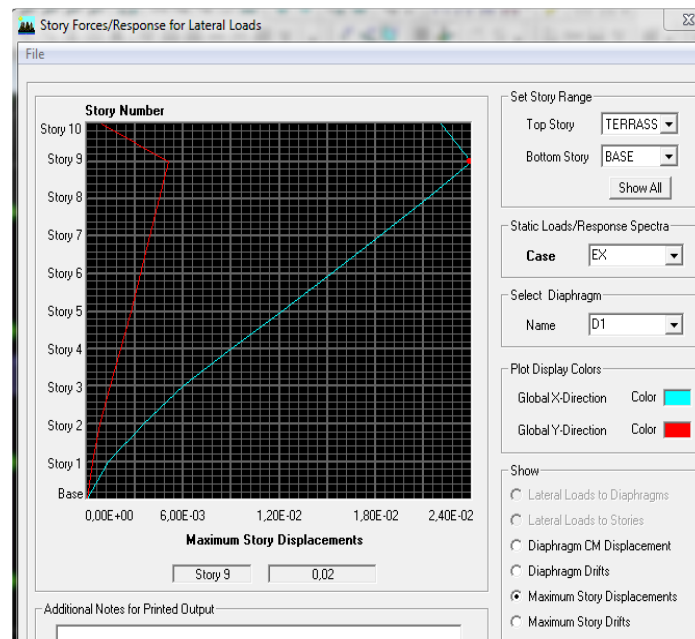 Story Forces/Response for Lateral Loads
File
Story Number
Story 10
Story 9
Story 8
Story 7
Story 6
Story 5
Story 4
Story 3
Story 2
Story 1
Base
0,00E+00 6,00E-03 1,20E-02 1,80E-02 2,40E-02
Maximum Story Displacements
Story 9 0,02
Additional Notes for Printed Output
Set Story Range
Top Story TERRASS
Bottom Story BASE
Show All
Static Loads/Response Spectra
Case EX
Select Diaphragm
Name D1
Plot Display Colors
Global X-Direction Color
Global Y-Direction Color
Show
Lateral Loads to Diaphragms
Lateral Loads to Stories
Diaphragm CM Displacement
Diaphragm Drifts
Maximum Story Displacements
Maximum Story Drifts